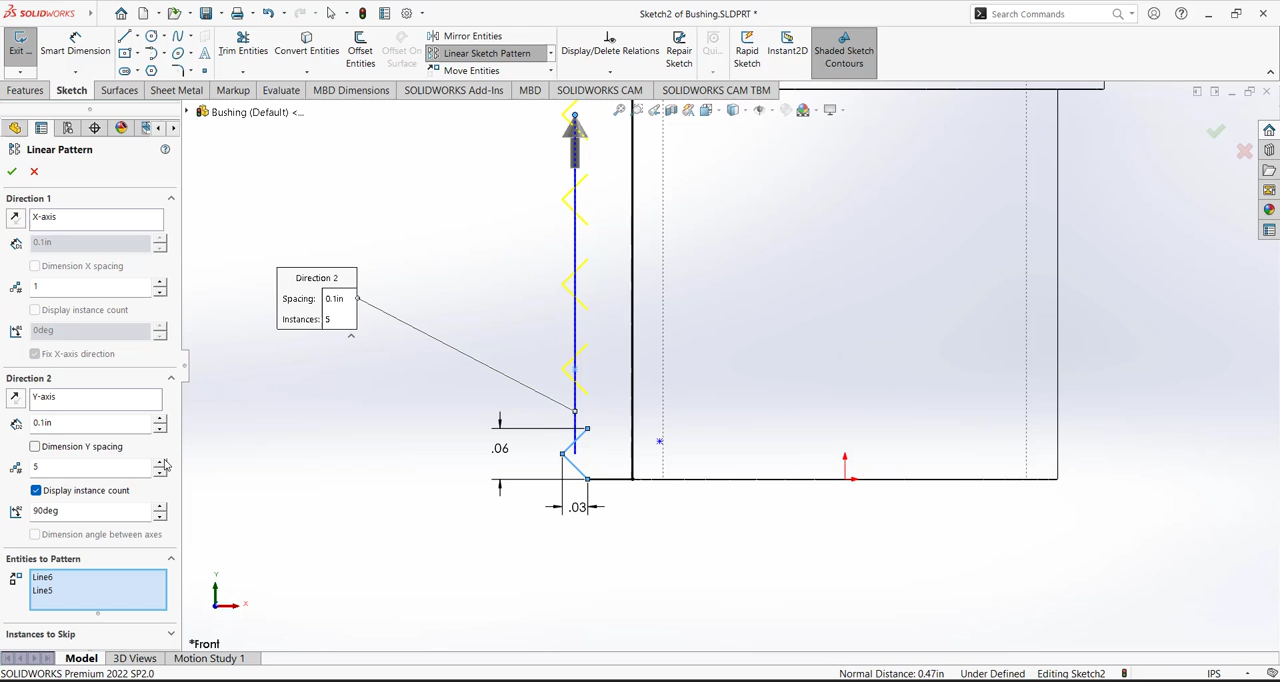 SOLIDWORKS
Sketch2 of Bushing.SLDPRT *
Search Commands
Exit ...
Smart Dimension
Trim Entities
Convert Entities
Offset Entities
Offset On Surface
Mirror Entities
Linear Sketch Pattern
Move Entities
Display/Delete Relations
Repair Sketch
Qui...
Rapid Sketch
Instant2D
Shaded Sketch Contours
Features
Sketch
Surfaces
Sheet Metal
Markup
Evaluate
MBD Dimensions
SOLIDWORKS Add-Ins
MBD
SOLIDWORKS CAM
SOLIDWORKS CAM TBM
Bushing (Default) <...
Linear Pattern
Direction 1
X-axis
0.1in
Dimension X spacing
1
Display instance count
0deg
Fix X-axis direction
Direction 2
Y-axis
0.1in
Dimension Y spacing
5
Display instance count
90deg
Dimension angle between axes
Entities to Pattern
Line6
Line5
Instances to Skip
Direction 2
Spacing: 0.1in
Instances: 5
.06
.03
Y
X
*Front
Model
3D Views
Motion Study 1
SOLIDWORKS Premium 2022 SP2.0
Normal Distance: 0.47in
Under Defined
Editing Sketch2
IPS